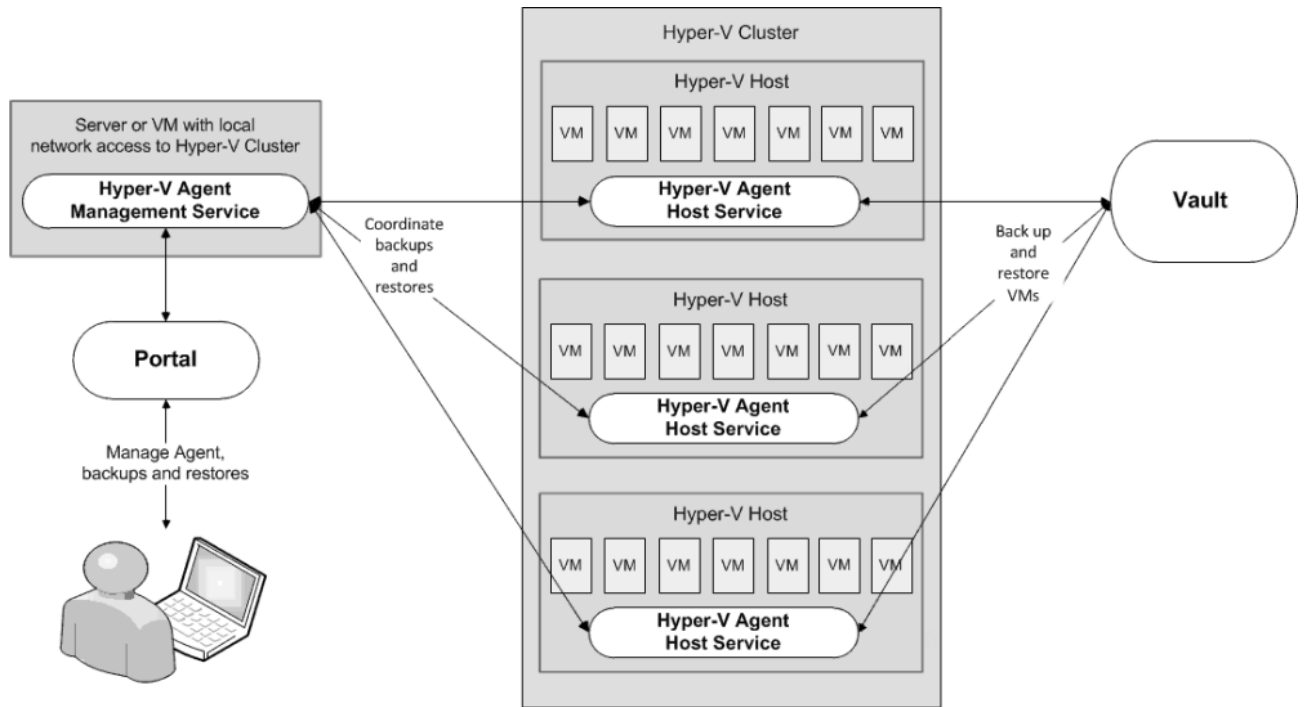 Hyper-V Cluster
Hyper-V Host
VM VM VM VM VM VM VM
Hyper-V Agent
Host Service
Server or VM with local
network access to Hyper-V Cluster
Hyper-V Agent
Management Service
Coordinate
backups
and
restores
Back up
and
restore
VMs
Vault
Hyper-V Host
VM VM VM VM VM VM VM
Hyper-V Agent
Host Service
Portal
Manage Agent,
backups and restores
Hyper-V Host
VM VM VM VM VM VM VM
Hyper-V Agent
Host Service